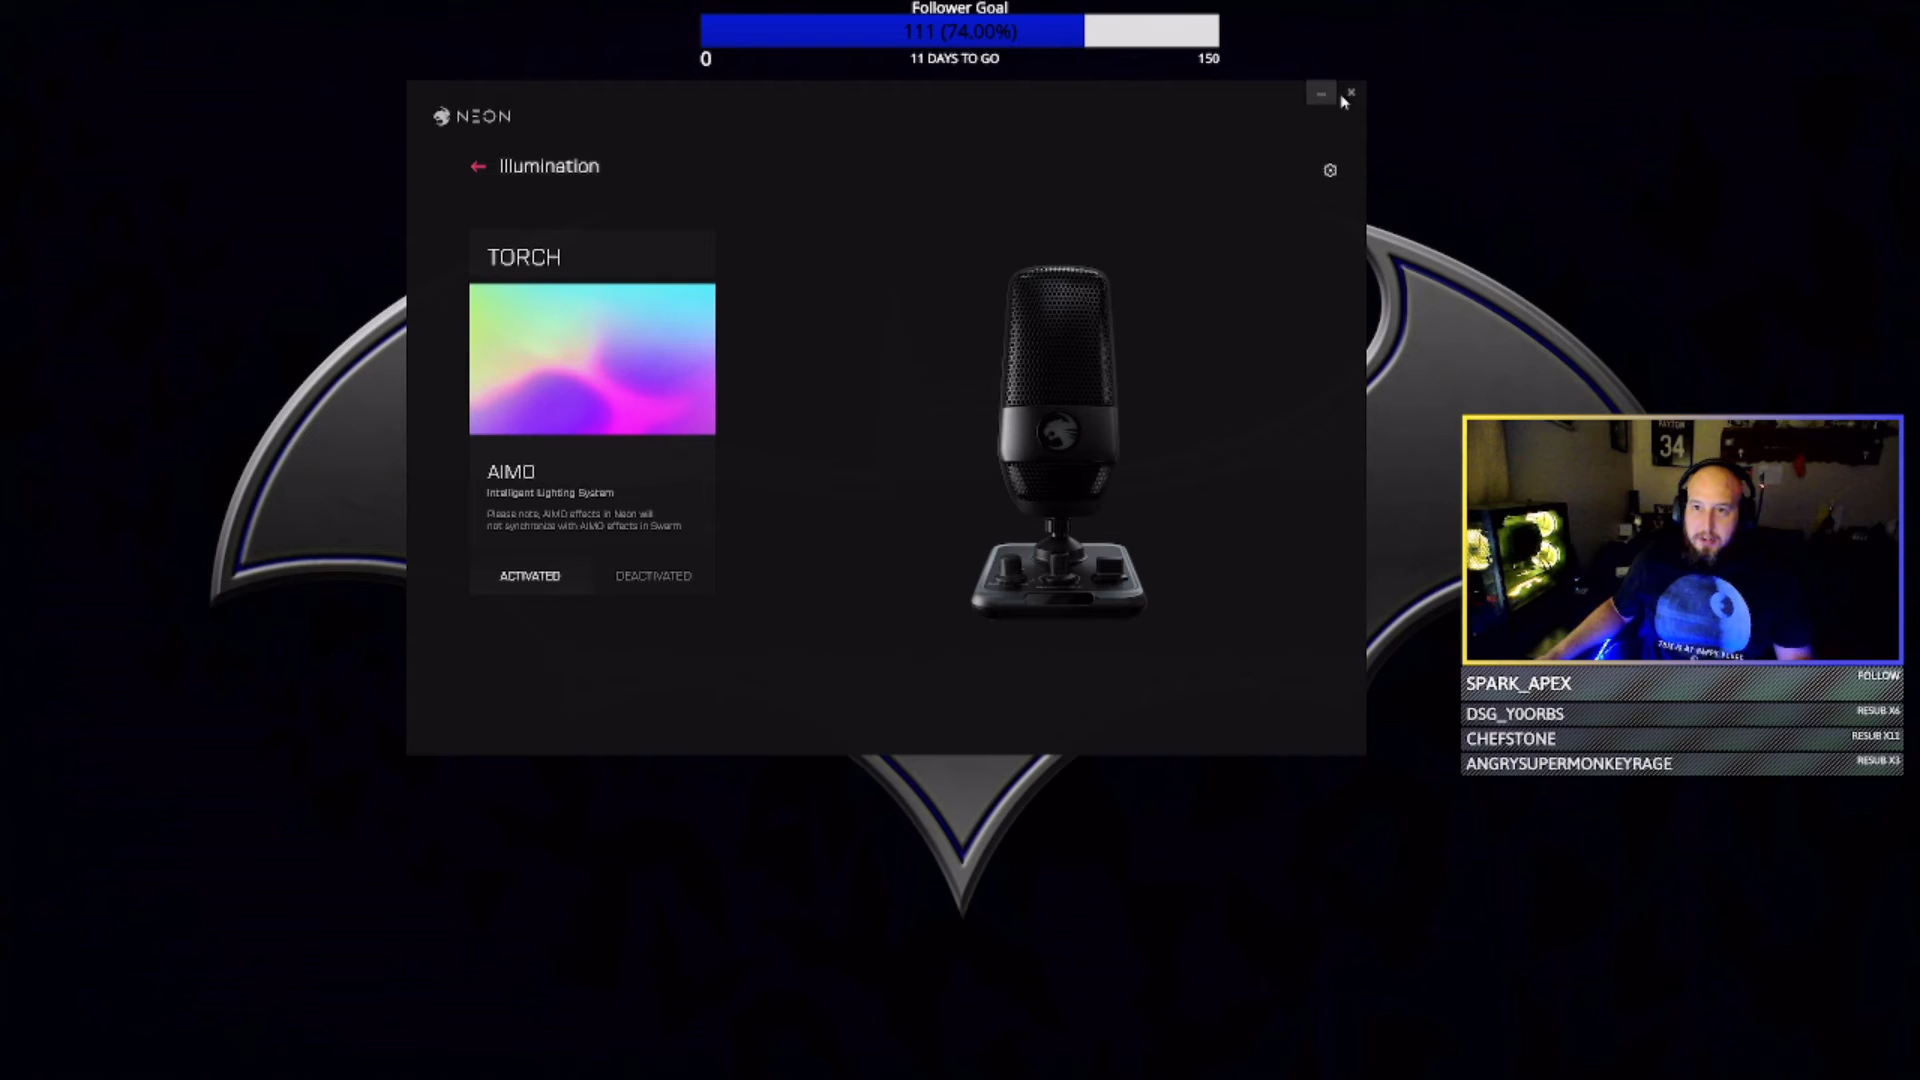 Follower Goal
111 (74.00%)
0
11 DAYS TO GO
150
NEON
Illumination
TORCH
AIMO
Intelligent Lighting System
Please note, AIMO effects in Neon will
not synchronize with AIMO effects in Swarm
ACTIVATED
DEACTIVATED
PAYTON
34
SPARK_APEX
FOLLOW
DSG_Y0ORBS
RESUB X6
CHEFSTONE
RESUB X11
ANGRYSUPERMONKEYRAGE
RESUB X3